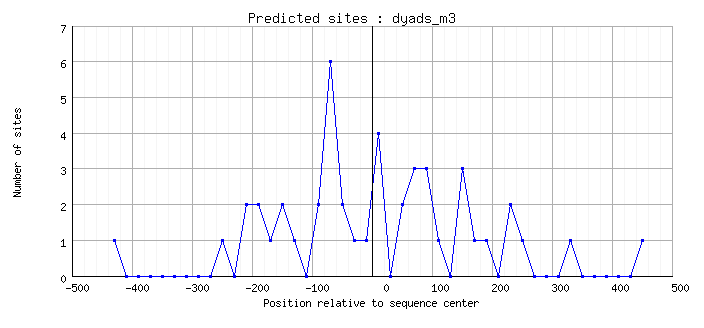 Predicted sites : dyads_m3
7
6
5
4
3
2
1
0
Number of sites
-500 -400 -300 -200 -100 0 100 200 300 400 500
Position relative to sequence center